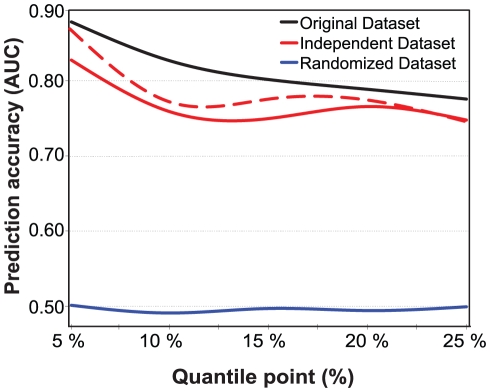 0.90
Original Dataset
Independent Dataset
Randomized Dataset
0.80
0.70
0.60
0.50
Prediction accuracy (AUC)
5 % 10 % 15 % 20 % 25 %
Quantile point (%)